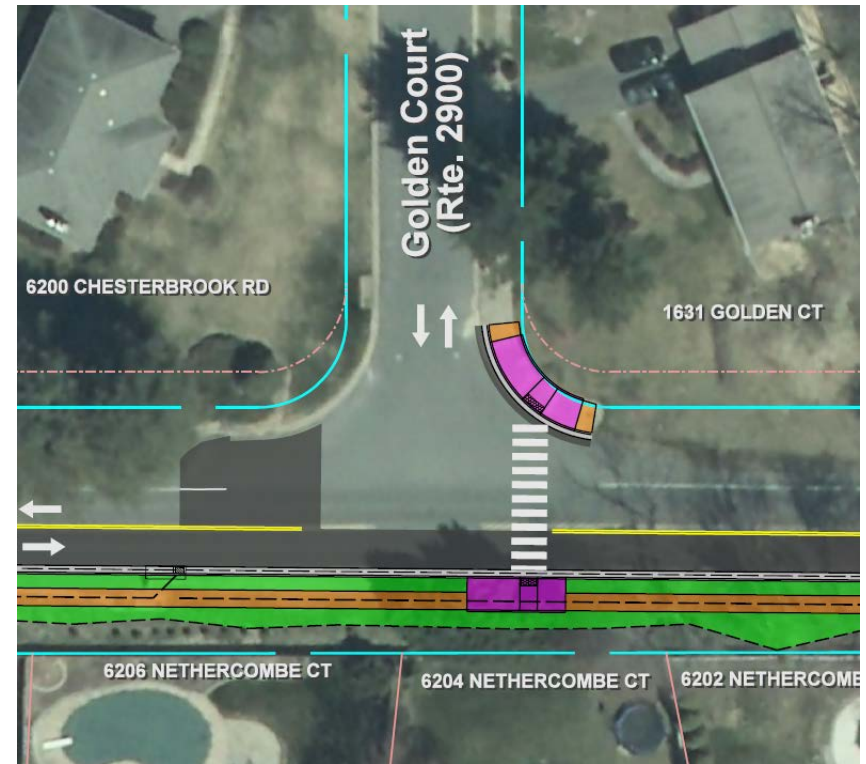 Golden Court
(Rte. 2900)
6200 CHESTERBROOK RD
1631 GOLDEN CT
6206 NETHERCOMBE CT
6204 NETHERCOMBE CT
6202 NETHERCOMBE